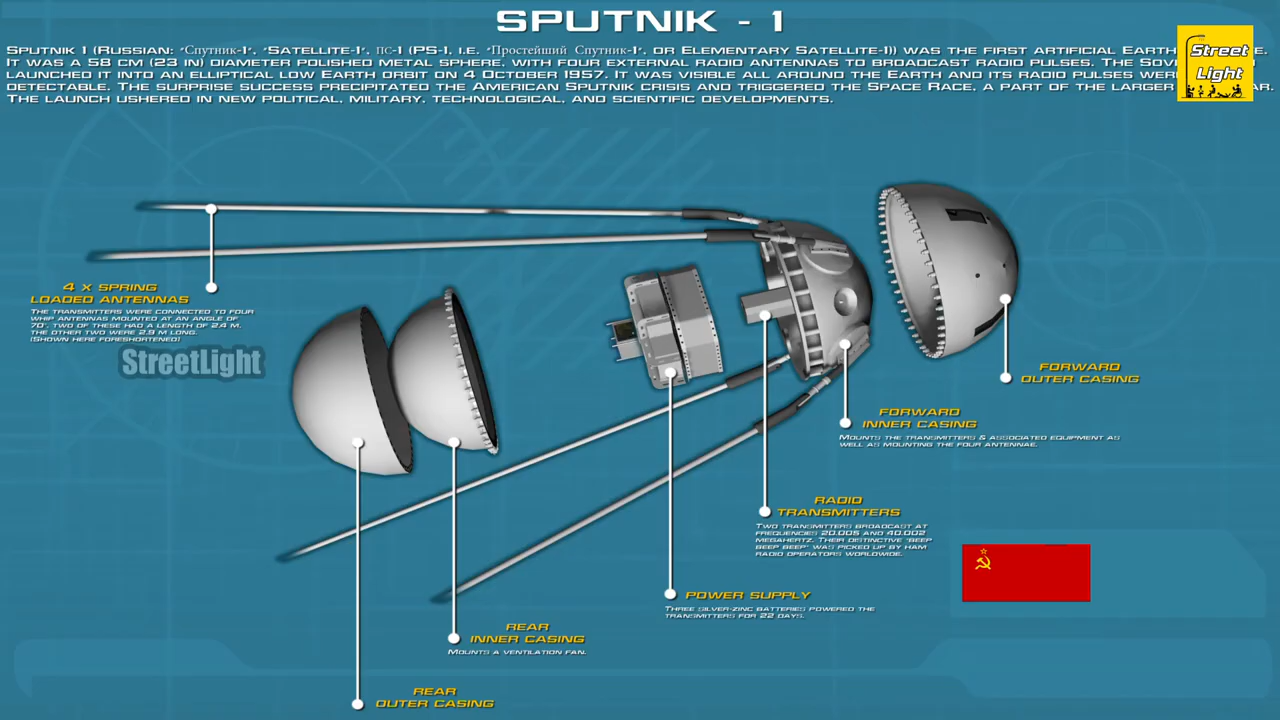 SPUTNIK - 1
SPUTNIK 1 (RUSSIAN: "Спутник-1", "SATELLITE-1", ПС-1 (PS-1, I.E. "Простейший Спутник-1", OR ELEMENTARY SATELLITE-1)) WAS THE FIRST ARTIFICIAL EARTH
IT WAS A 58 CM (23 IN) DIAMETER POLISHED METAL SPHERE, WITH FOUR EXTERNAL RADIO ANTENNAS TO BROADCAST RADIO PULSES. THE
LAUNCHED IT INTO AN ELLIPTICAL LOW EARTH ORBIT ON 4 OCTOBER 1957. IT WAS VISIBLE ALL AROUND THE EARTH AND ITS RADIO PULSES
DETECTABLE. THE SURPRISE SUCCESS PRECIPITATED THE AMERICAN SPUTNIK CRISIS AND TRIGGERED THE SPACE RACE, A PART OF THE LARGER
THE LAUNCH USHERED IN NEW POLITICAL, MILITARY, TECHNOLOGICAL, AND SCIENTIFIC DEVELOPMENTS.
Street
Light
4 X SPRING
LOADED ANTENNAS
THE TRANSMITTERS WERE CONNECTED TO FOUR
WHIP ANTENNAS MOUNTED AT AN ANGLE OF
70°. TWO OF THESE HAD A LENGTH OF 2.4 M.
THE OTHER TWO WERE 2.9 M LONG.
(SHOWN HERE FORESHORTENED)
StreetLight
FORWARD
OUTER CASING
FORWARD
INNER CASING
MOUNTS THE TRANSMITTERS & ASSOCIATED EQUIPMENT AS
WELL AS MOUNTING THE FOUR ANTENNAE.
RADIO
TRANSMITTERS
TWO TRANSMITTERS BROADCAST AT
FREQUENCIES 20.005 AND 40.002
MEGAHERTZ. THEIR DISTINCTIVE 'BEEP
BEEP BEEP' WAS PICKED UP BY HAM
RADIO OPERATORS WORLDWIDE.
POWER SUPPLY
THREE SILVER-ZINC BATTERIES POWERED THE
TRANSMITTERS FOR 22 DAYS.
REAR
INNER CASING
MOUNTS A VENTILATION FAN.
REAR
OUTER CASING